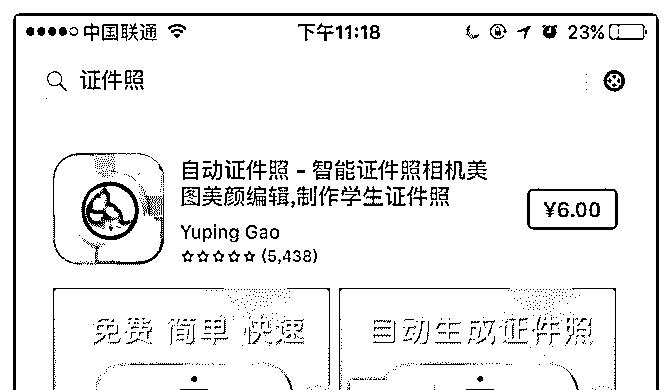 中国联通 下午11:18 23%
证件照
自动证件照 - 智能证件照相机美
图美颜编辑,制作学生证件照
¥6.00
Yuping Gao
☆☆☆☆☆ (5,438)
免费 简单 快速
自动生成证件照